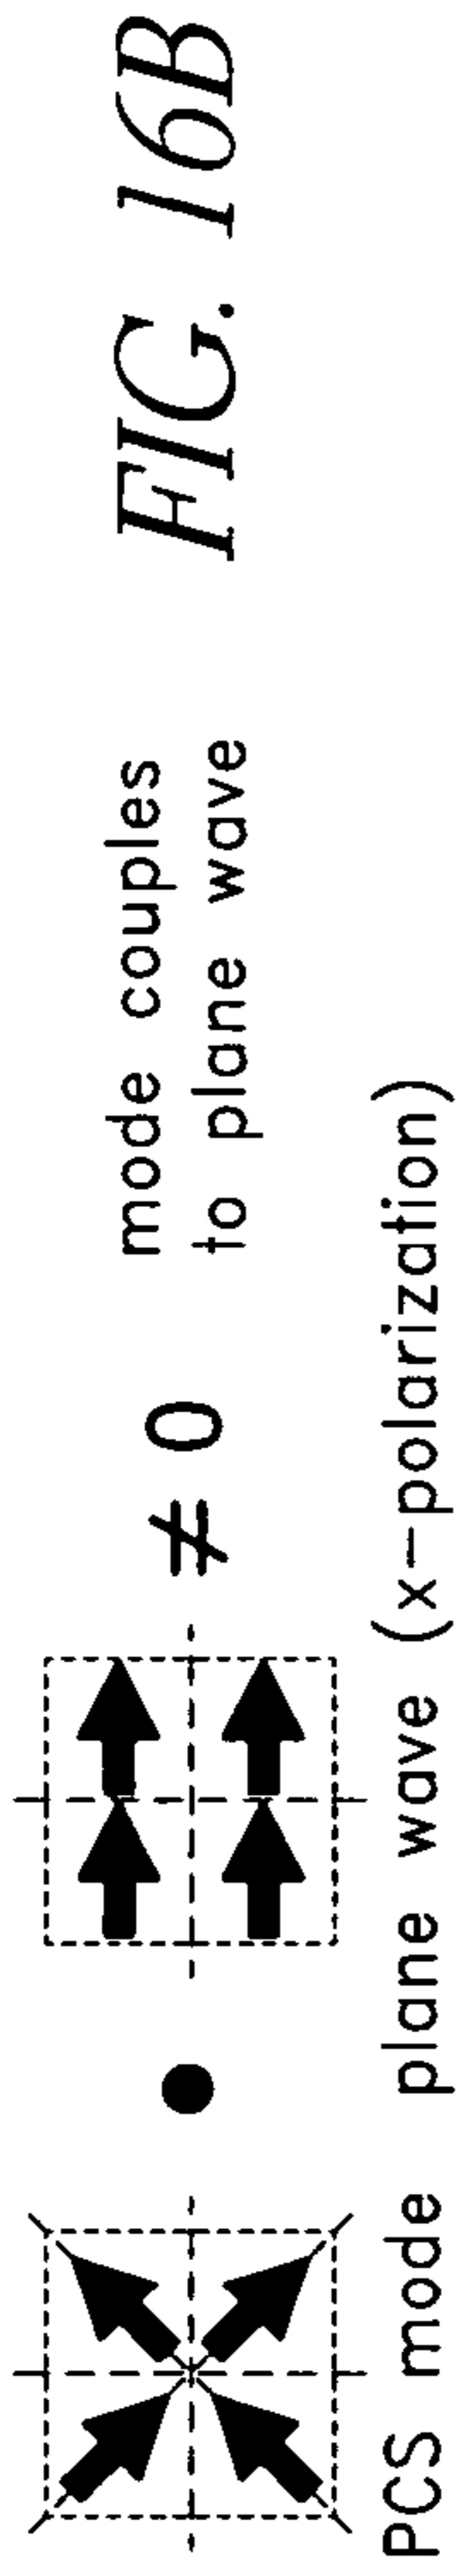 ≠ 0
mode couples
to plane wave
PCS mode
plane wave (x-polarization)
FIG. 16B